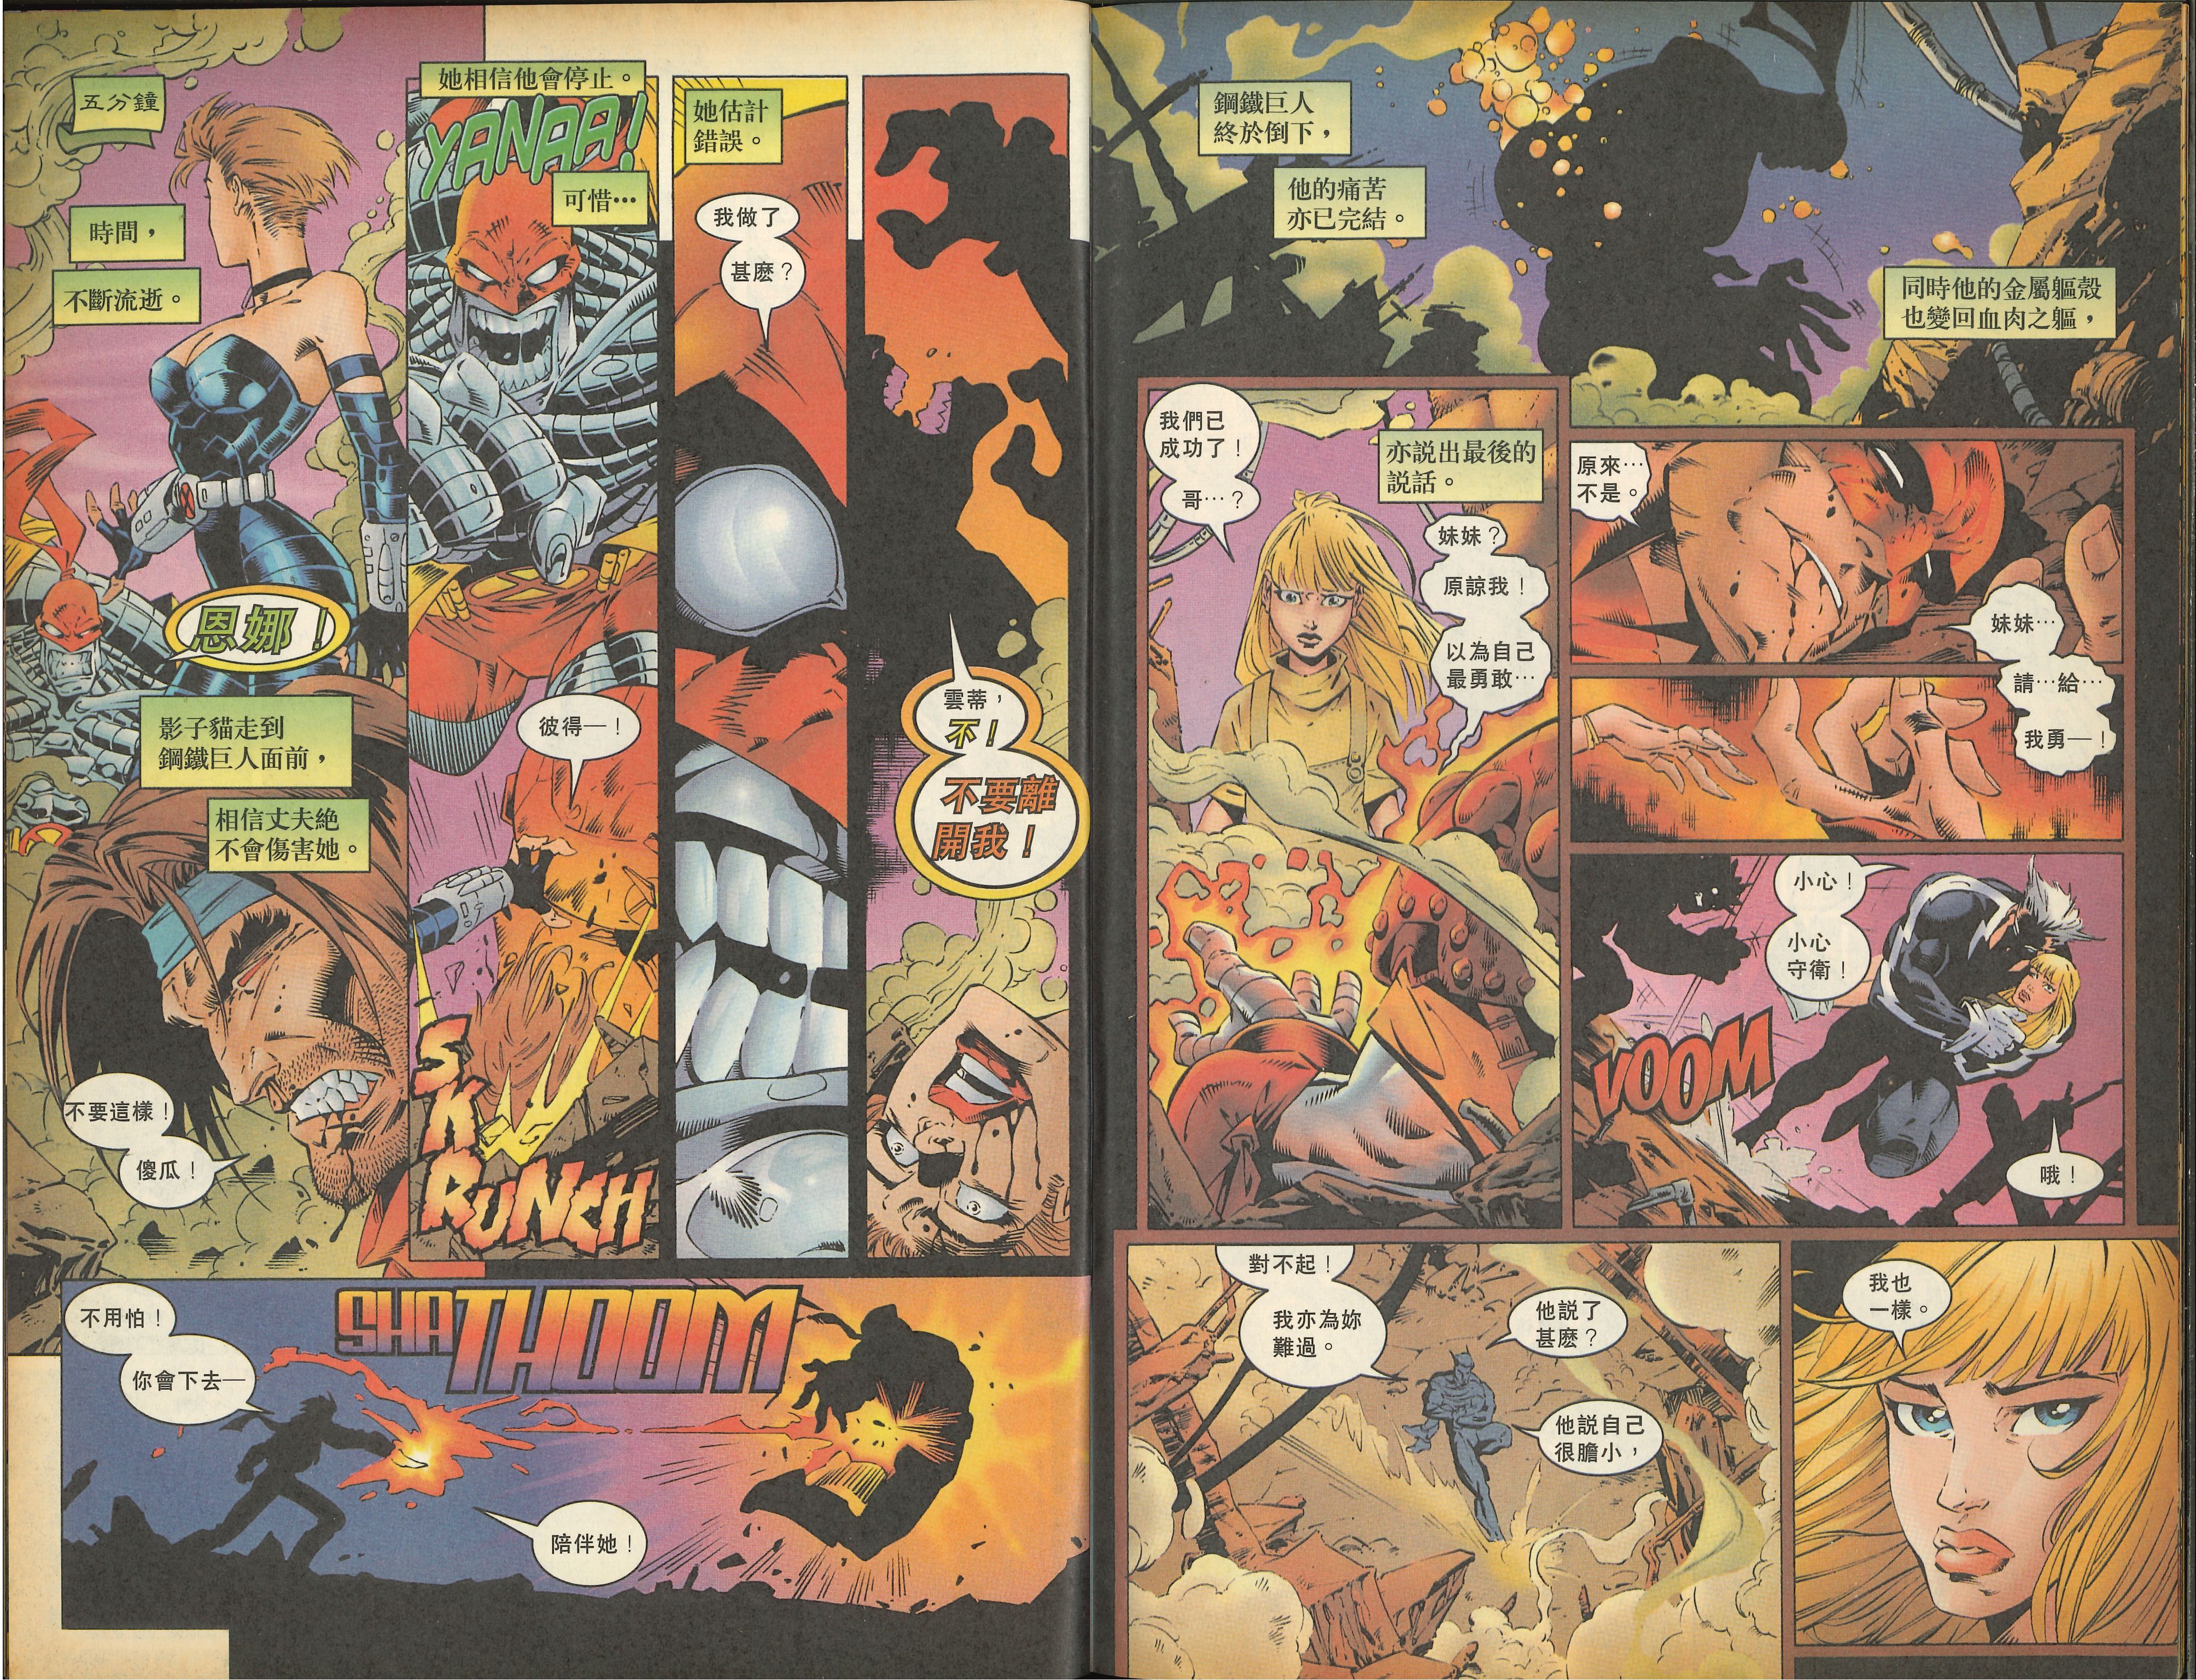 五分鐘
時間，
不斷流逝。
恩娜！
影子貓走到
鋼鐵巨人面前，
相信丈夫絕
不會傷害她。
不要這樣！
傻瓜！
她相信他會停止。
YANAA!
可惜…
彼得—！
SKRUNCH
她估計
錯誤。
我做了
甚麼？
雲蒂，
不！
不要離
開我！
不用怕！
你會下去—
SHATHOOM
陪伴她！
鋼鐵巨人
終於倒下，
他的痛苦
亦已完結。
同時他的金屬軀殼
也變回血肉之軀，
我們已
成功了！
哥…？
亦説出最後的
説話。
妹妹？
原諒我！
以為自己
最勇敢…
原來…
不是。
妹妹…
請…給…
我勇—！
小心！
小心
守衛！
VOOM
哦！
對不起！
我亦為妳
難過。
他説了
甚麼？
他説自己
很膽小，
我也
一樣。